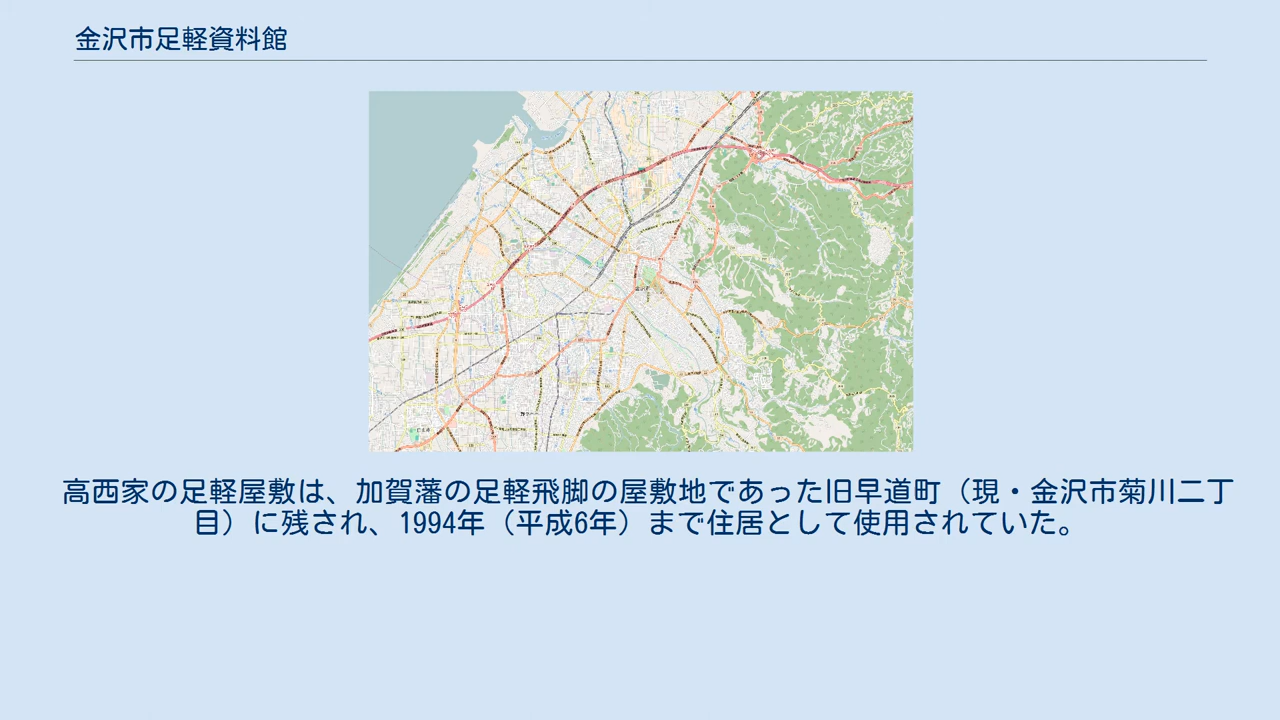 金沢市足軽資料館
高西家の足軽屋敷は、加賀藩の足軽飛脚の屋敷地であった旧早道町（現・金沢市菊川二丁
目）に残され、1994年（平成6年）まで住居として使用されていた。